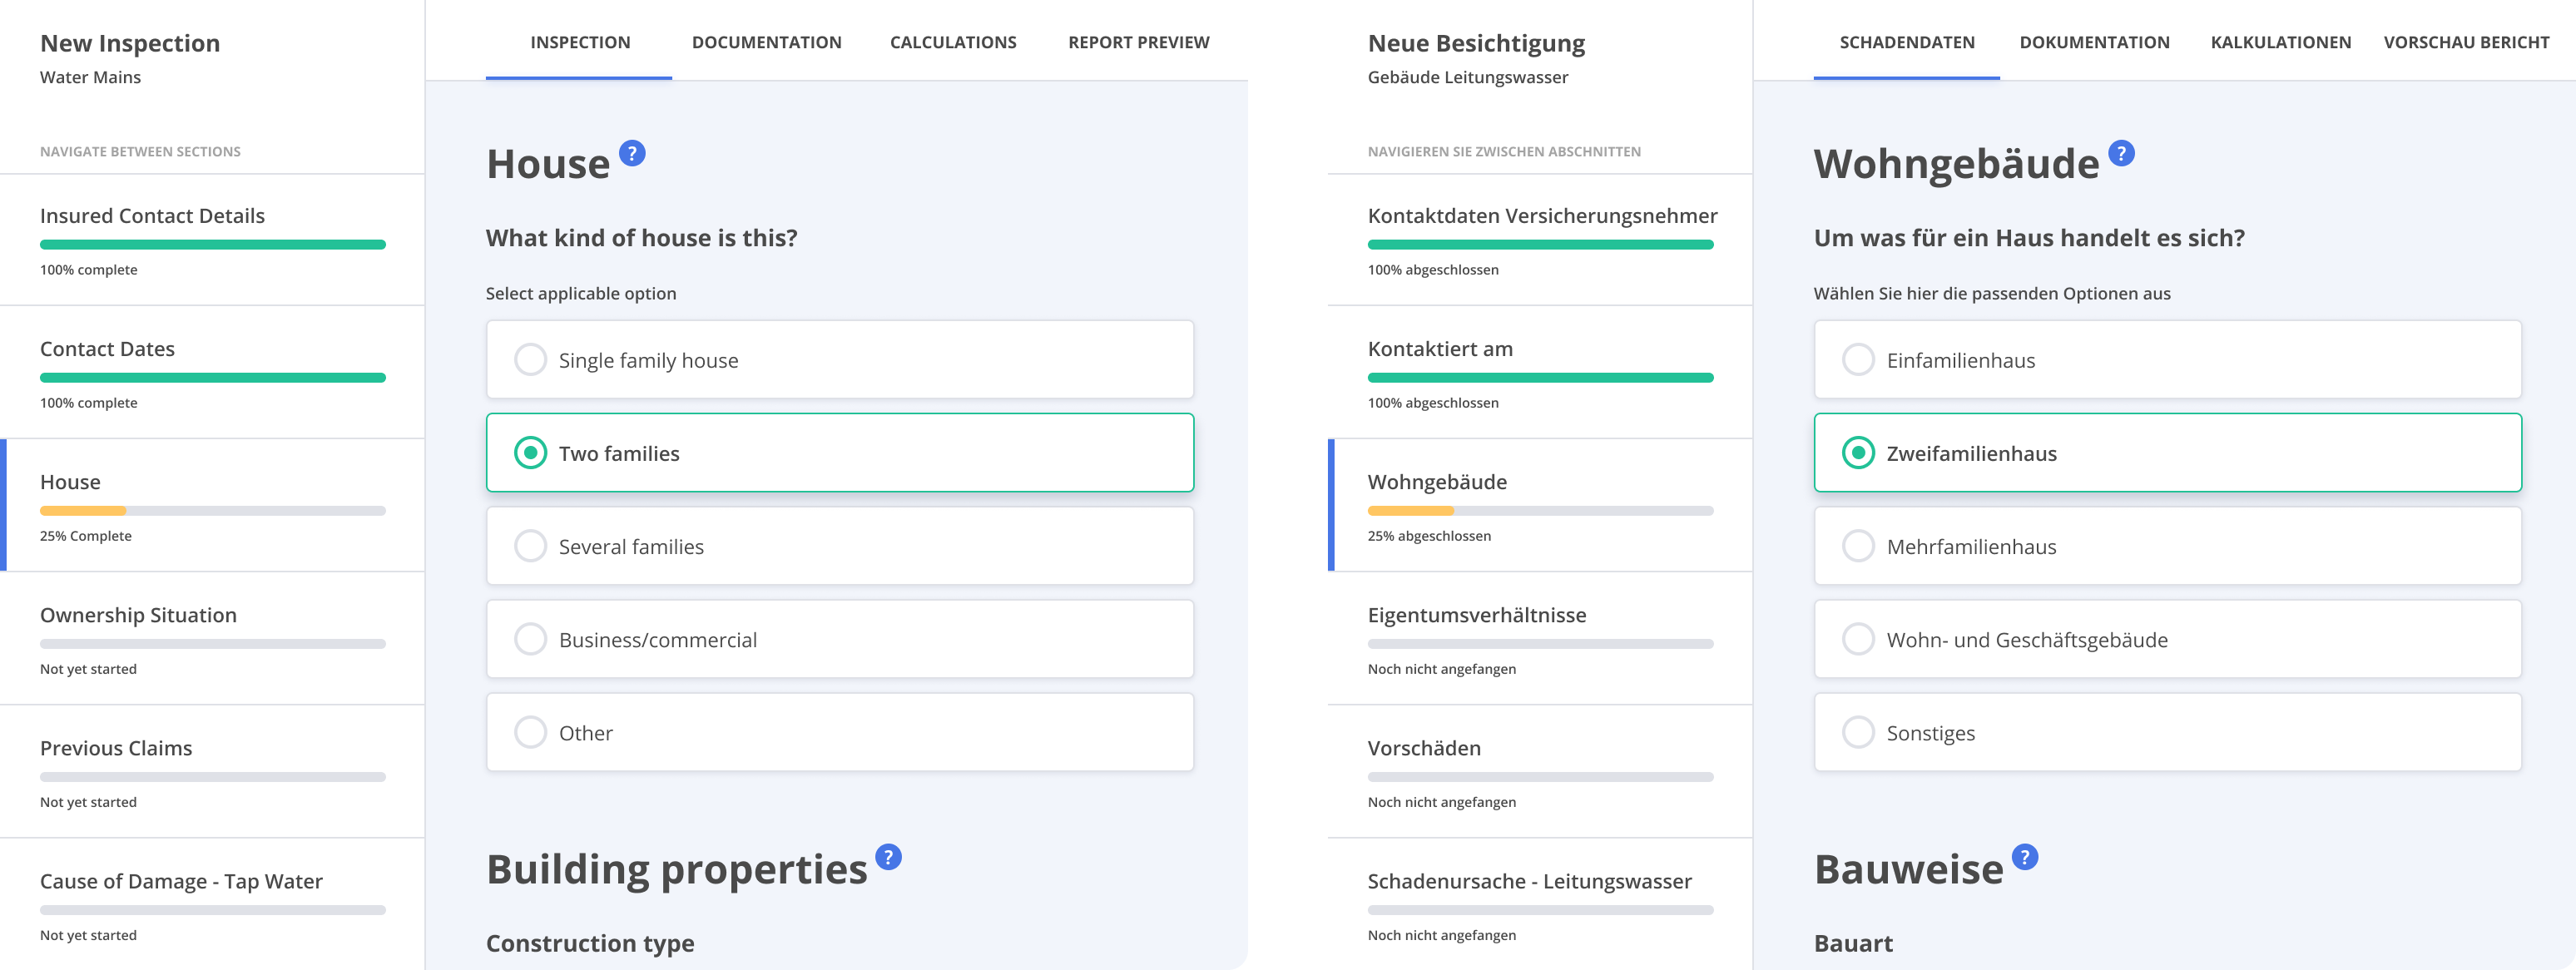 New Inspection
Water Mains
NAVIGATE BETWEEN SECTIONS
Insured Contact Details
100% complete
Contact Dates
100% complete
House
25% Complete
Ownership Situation
Not yet started
Previous Claims
Not yet started
Cause of Damage - Tap Water
Not yet started
INSPECTION DOCUMENTATION CALCULATIONS REPORT PREVIEW
House ?
What kind of house is this?
Select applicable option
Single family house
Two families
Several families
Business/commercial
Other
Building properties ?
Construction type
Neue Besichtigung
Gebäude Leitungswasser
NAVIGIEREN SIE ZWISCHEN ABSCHNITTEN
Kontaktdaten Versicherungsnehmer
100% abgeschlossen
Kontaktiert am
100% abgeschlossen
Wohngebäude
25% abgeschlossen
Eigentumsverhältnisse
Noch nicht angefangen
Vorschäden
Noch nicht angefangen
Schadenursache - Leitungswasser
Noch nicht angefangen
SCHADENDATEN DOKUMENTATION KALKULATIONEN VORSCHAU BERICHT
Wohngebäude ?
Um was für ein Haus handelt es sich?
Wählen Sie hier die passenden Optionen aus
Einfamilienhaus
Zweifamilienhaus
Mehrfamilienhaus
Wohn- und Geschäftsgebäude
Sonstiges
Bauweise ?
Bauart